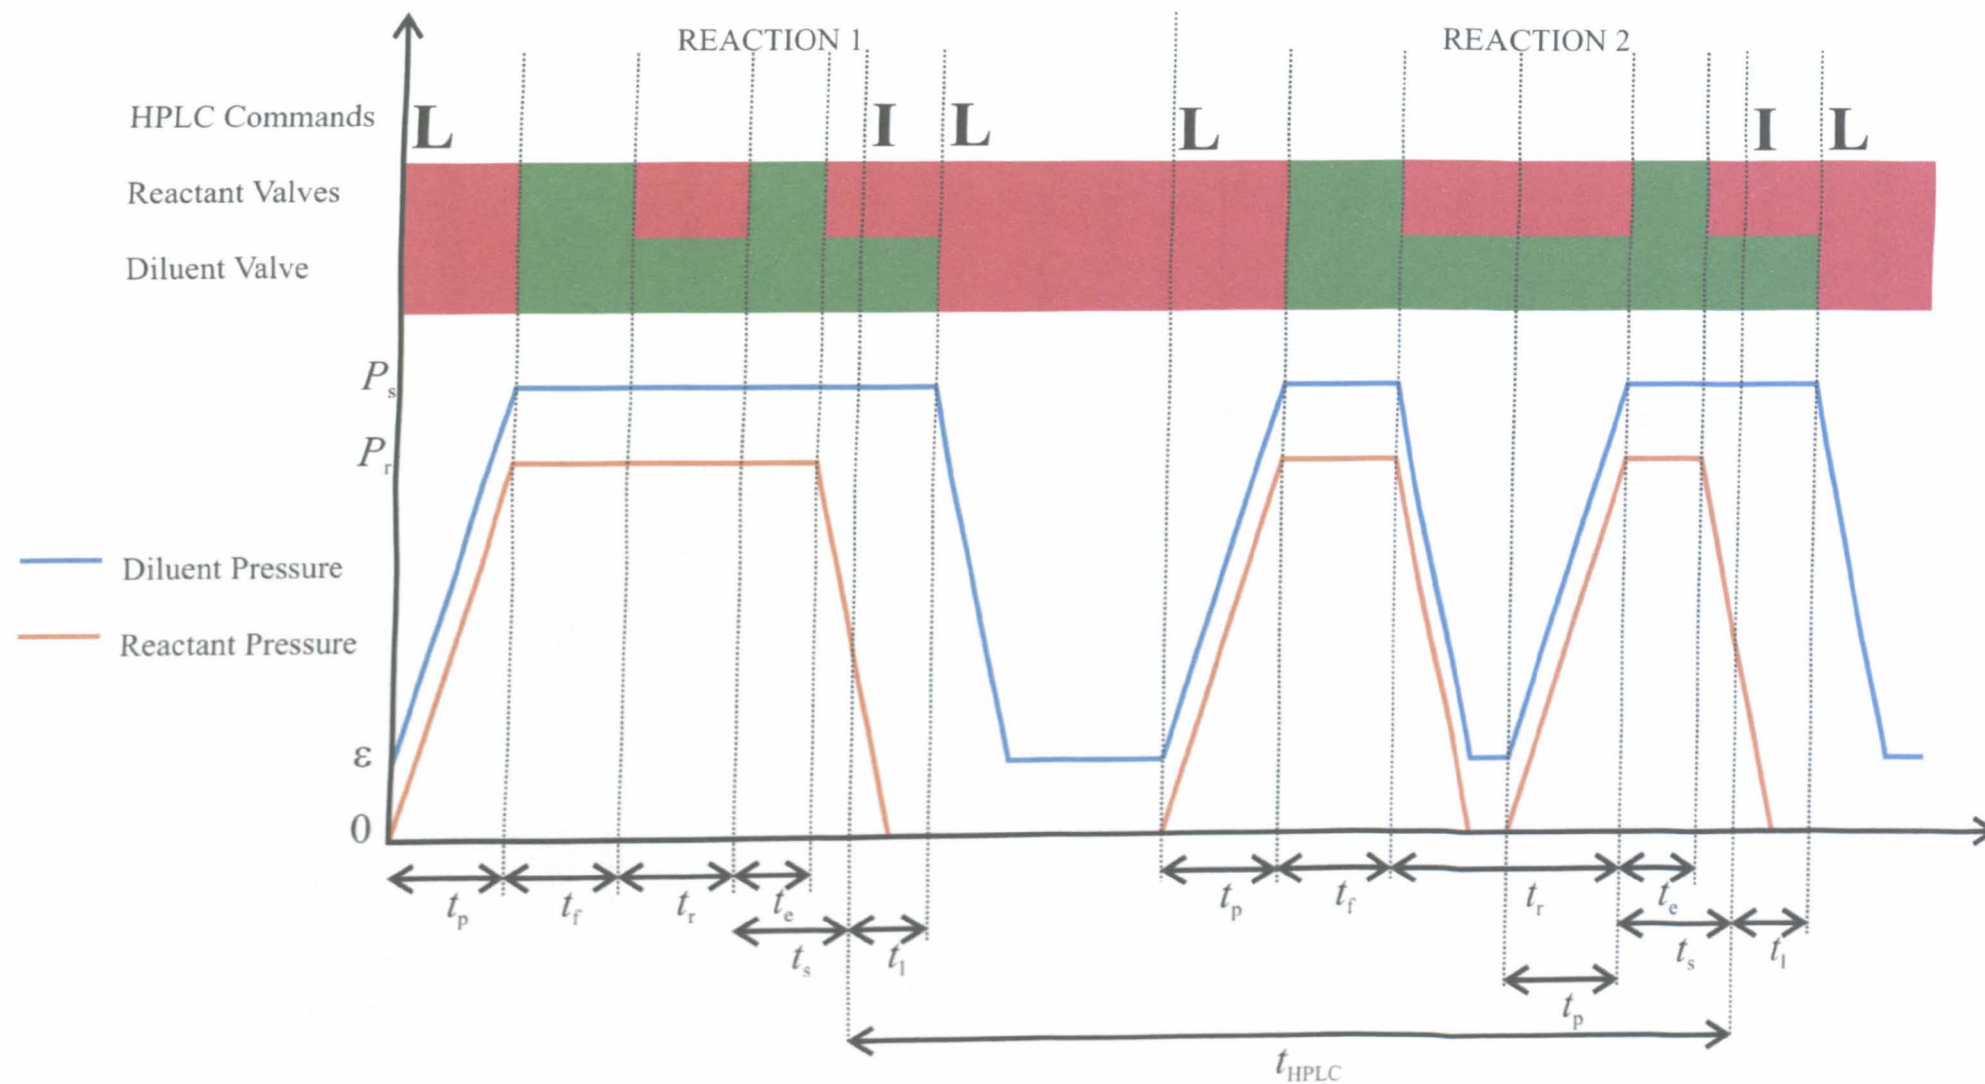 REACTION 1 REACTION 2
HPLC Commands L I L L I L
Reactant Valves
Diluent Valve
Ps
Pr
Diluent Pressure
Reactant Pressure
ε
0
tp tf tr te tp tf tr te
ts tl ts tl
tp
tHPLC